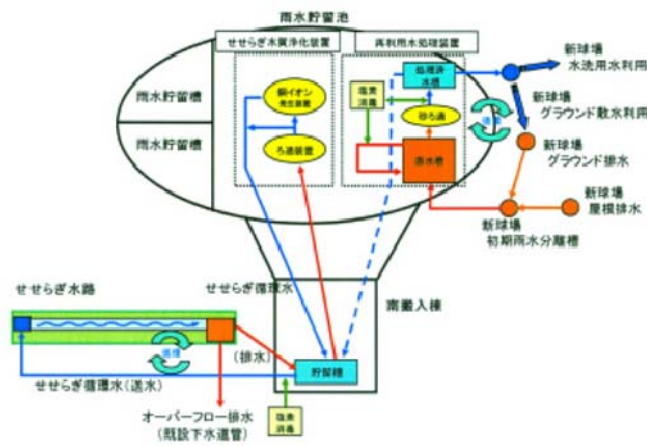 雨水貯留池
せせらぎ水質浄化装置
再利用水処理装置
雨水貯留槽
雨水貯留槽
銅イオン
発生装置
ろ過装置
塩素
消毒
処理済
水槽
砂ろ過
原水槽
循環
新球場
水洗用水利用
新球場
グラウンド散水利用
新球場
グラウンド排水
新球場
屋根排水
新球場
初期雨水分離槽
せせらぎ水路
せせらぎ循環水
南搬入棟
循環
(排水)
せせらぎ循環水(送水)
貯留槽
オーバーフロー排水
(既設下水道管)
塩素
消毒